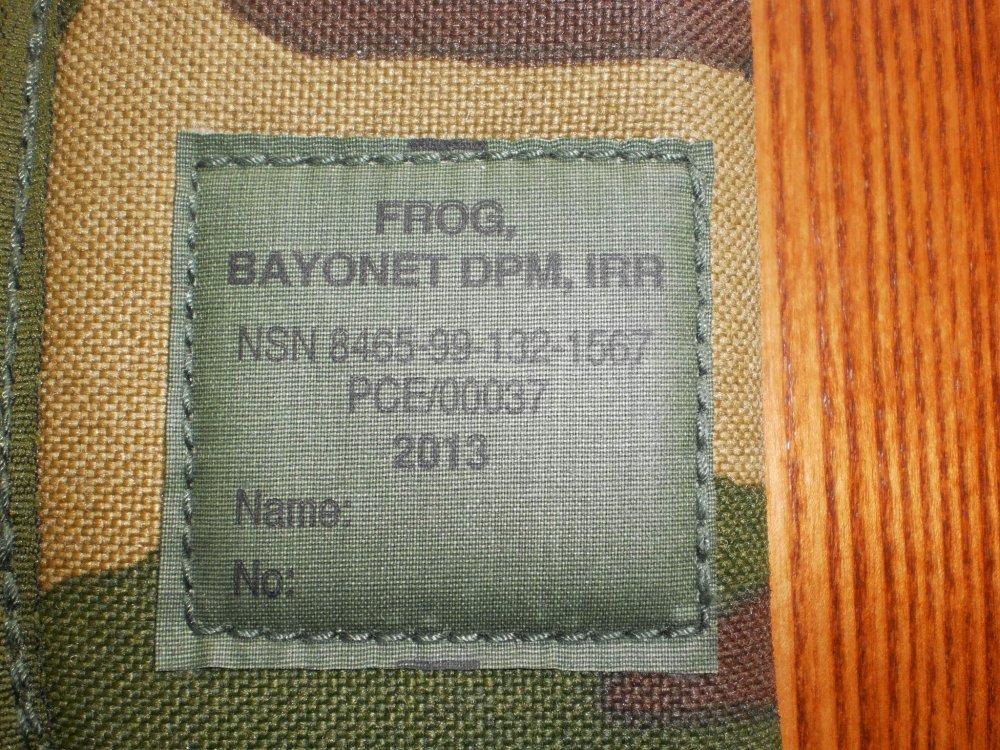 FROG,
BAYONET DPM, IRR
NSN 8465-99-132-1567
PCE/00037
2013
Name:
No: